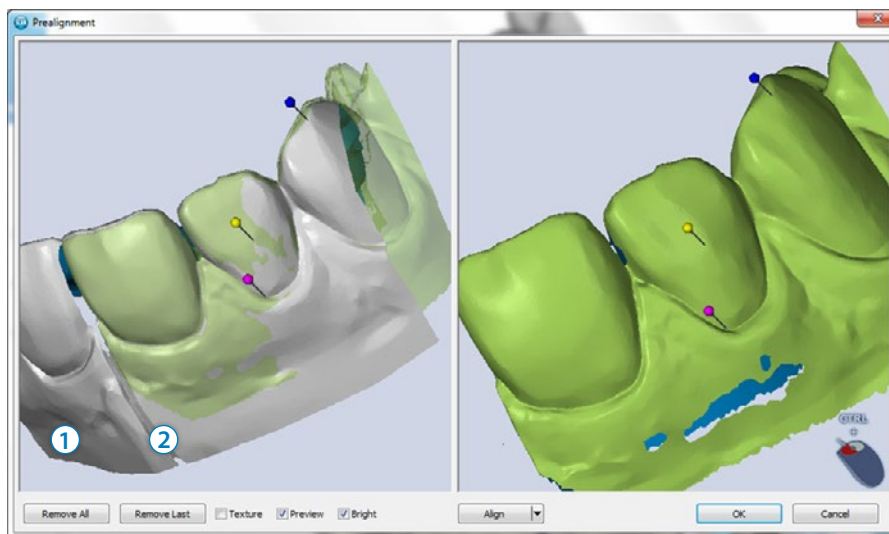 Prealignment
1
2
CTRL
+
Remove All
Remove Last
Texture
Preview
Bright
Align
OK
Cancel